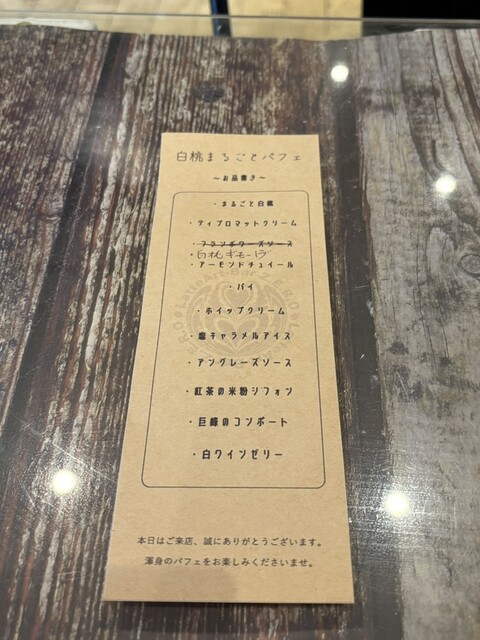 白桃まるごとパフェ
～お品書き～
・まるごと白桃
・ディプロマットクリーム
・フランボワーズソース
・白桃ギモーヴ
・アーモンドチュイール
・パイ
・ホイップクリーム
・塩キャラメルアイス
・アングレーズソース
・紅茶の米粉シフォン
・巨峰のコンポート
・白ワインゼリー
本日はご来店、誠にありがとうございます。
渾身のパフェをお楽しみくださいませ。